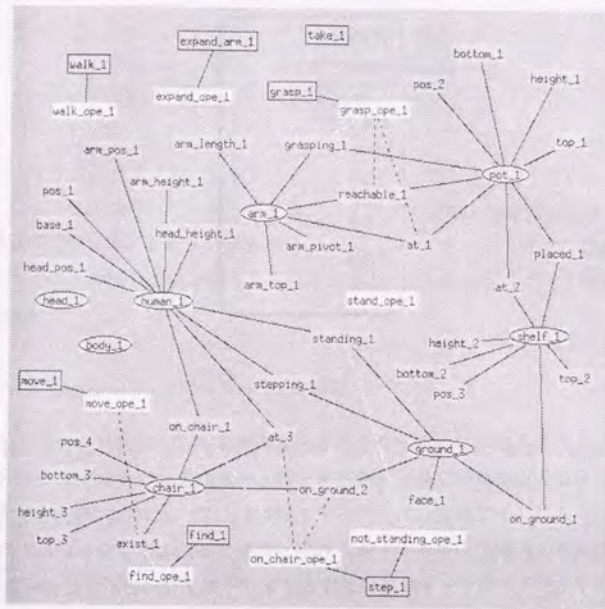 expand_arm_1
take_1
walk_1
bottom_1
pos_2
height_1
expand_ope_1
grasp_1
grasp_ope_1
walk_ope_1
arm_length_1
grasping_1
top_1
arm_pos_1
pot_1
arm_height_1
pos_1
reachable_1
arm_1
base_1
head_height_1
arm_pivot_1
at_1
placed_1
head_pos_1
arm_top_1
at_2
head_1
human_1
stand_ope_1
standing_1
height_2
shelf_1
body_1
bottom_2
top_2
move_1
stepping_1
pos_3
move_ope_1
on_chair_1
at_3
pos_4
ground_1
bottom_3
chair_1
on_ground_2
face_1
height_3
on_ground_1
top_3
exist_1
find_1
not_standing_ope_1
on_chair_ope_1
find_ope_1
step_1